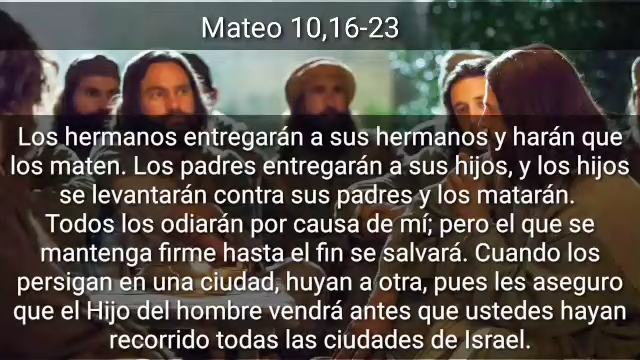 Mateo 10,16-23
Los hermanos entregarán a sus hermanos y harán que
los maten. Los padres entregarán a sus hijos, y los hijos
se levantarán contra sus padres y los matarán.
Todos los odiarán por causa de mí; pero el que se
mantenga firme hasta el fin se salvará. Cuando los
persigan en una ciudad, huyan a otra, pues les aseguro
que el Hijo del hombre vendrá antes que ustedes hayan
recorrido todas las ciudades de Israel.